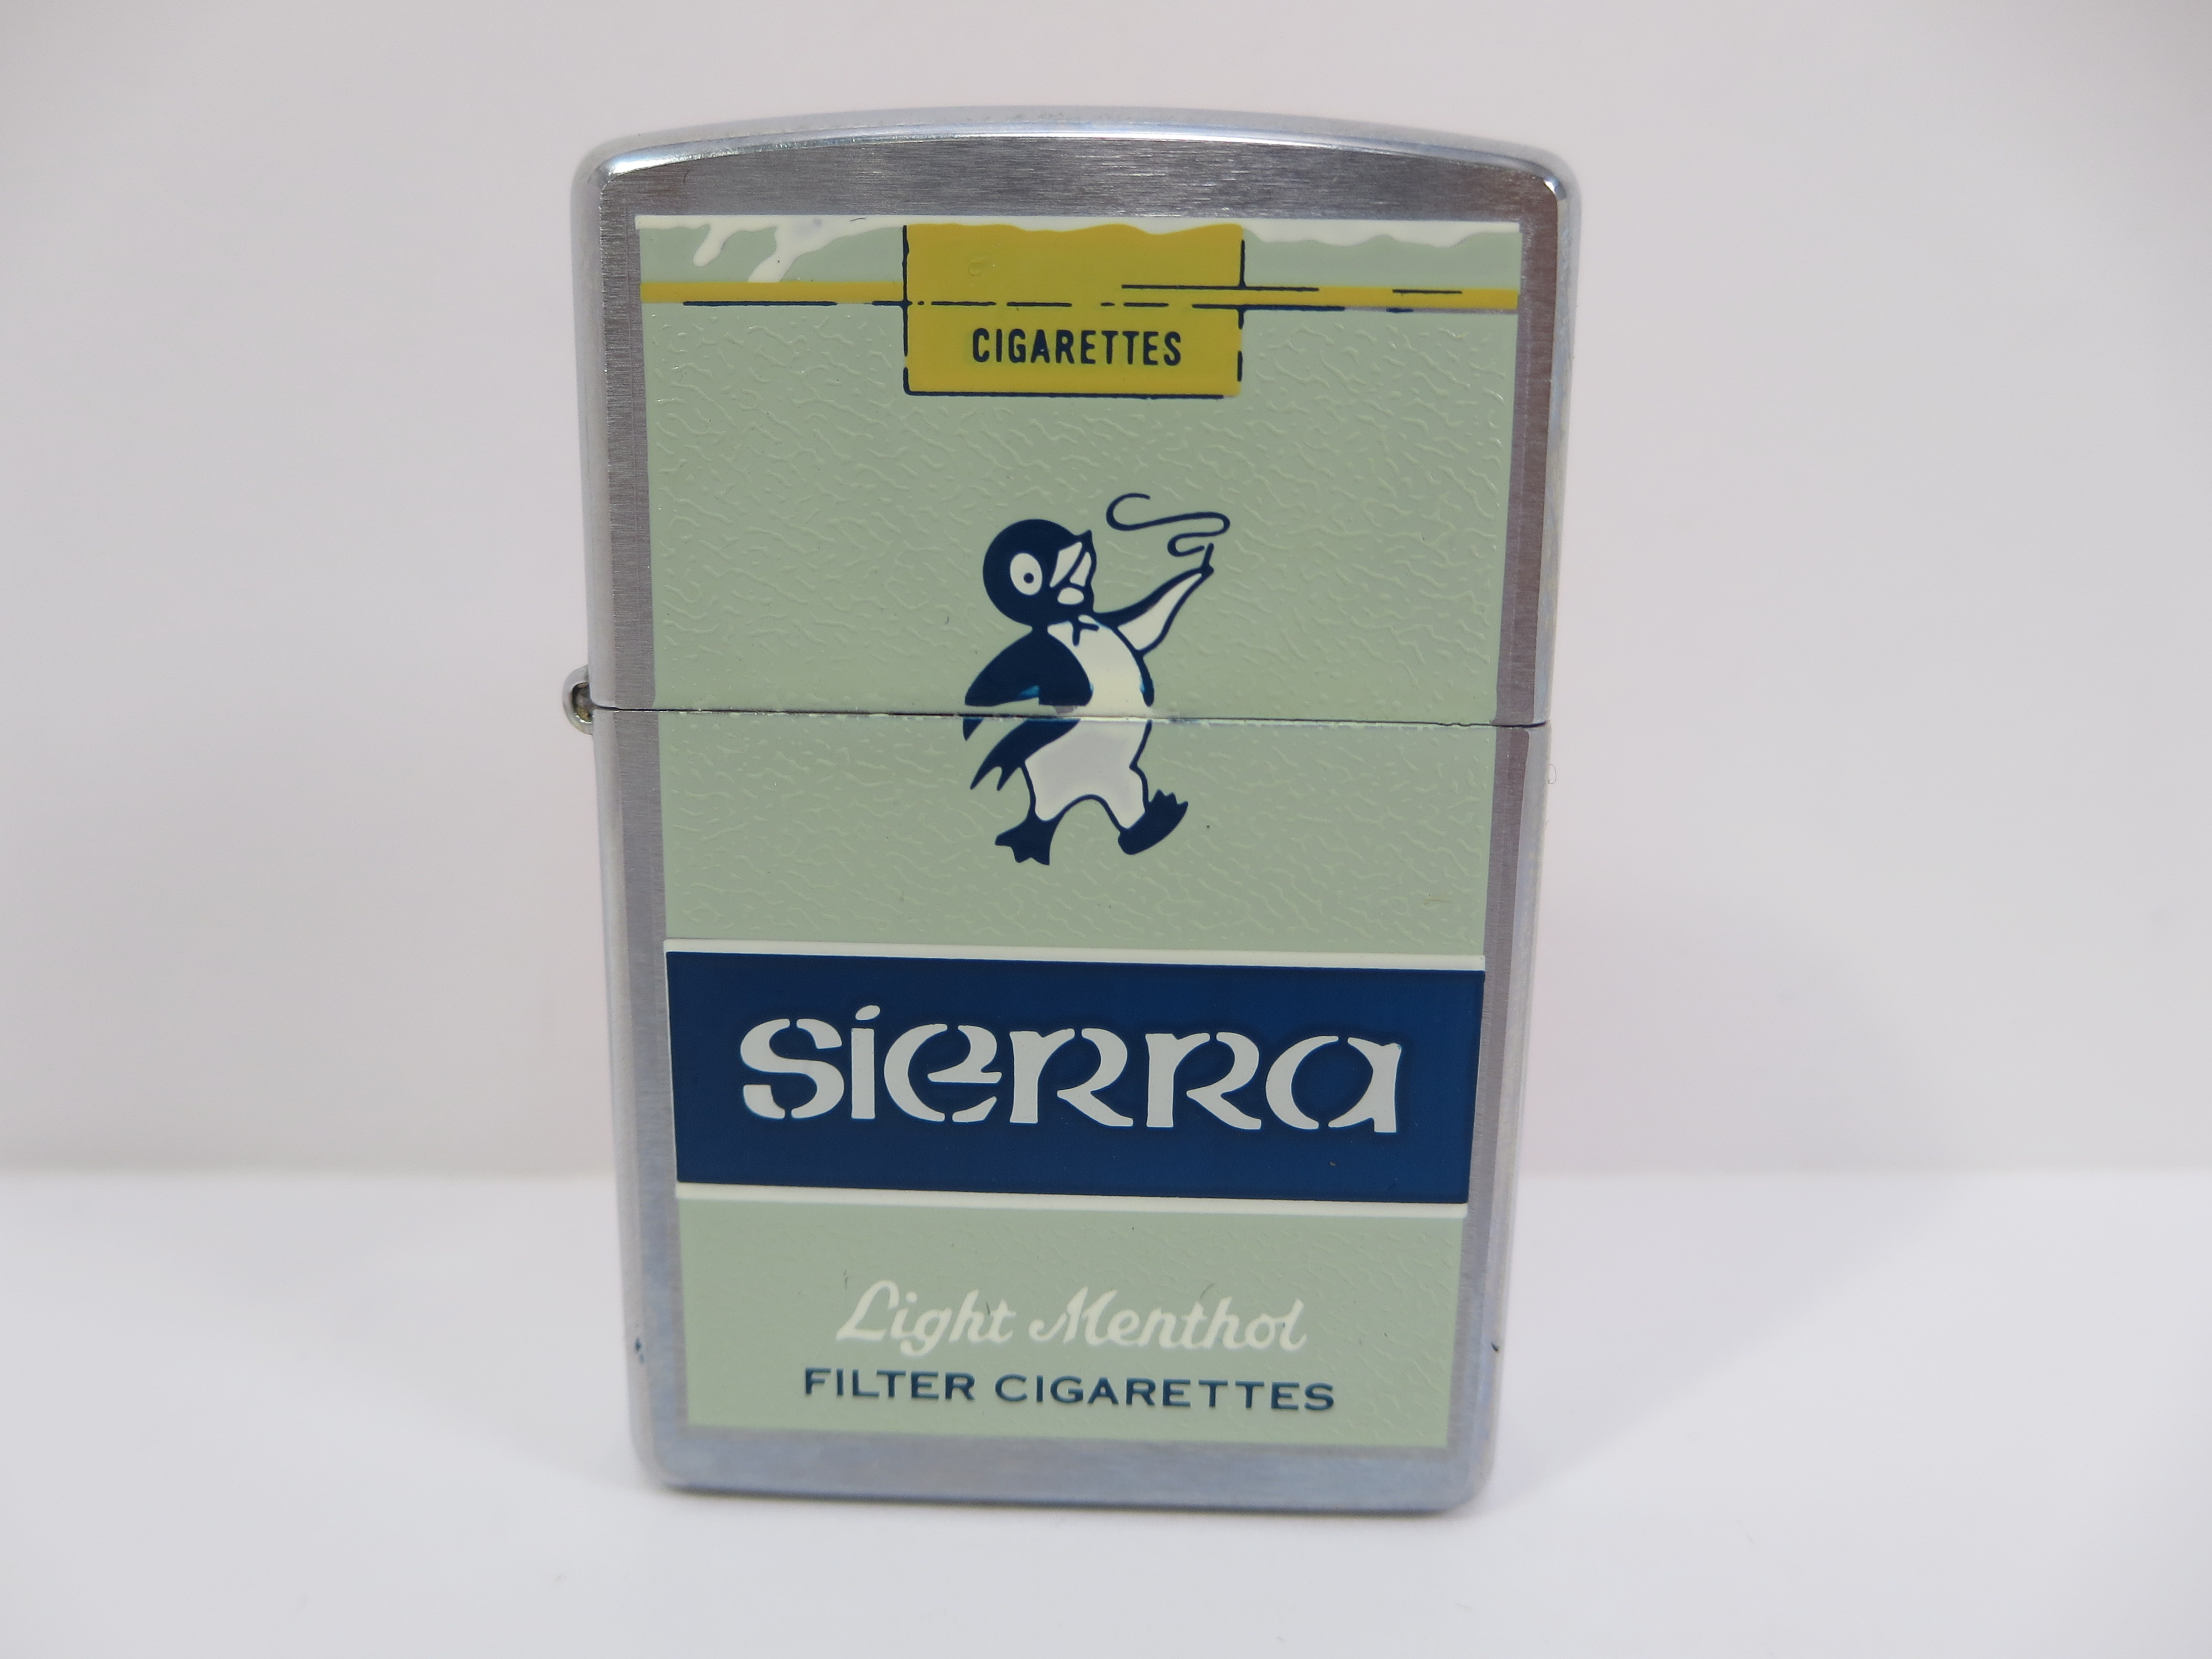 CIGARETTES
sierra
Light Menthol
FILTER CIGARETTES